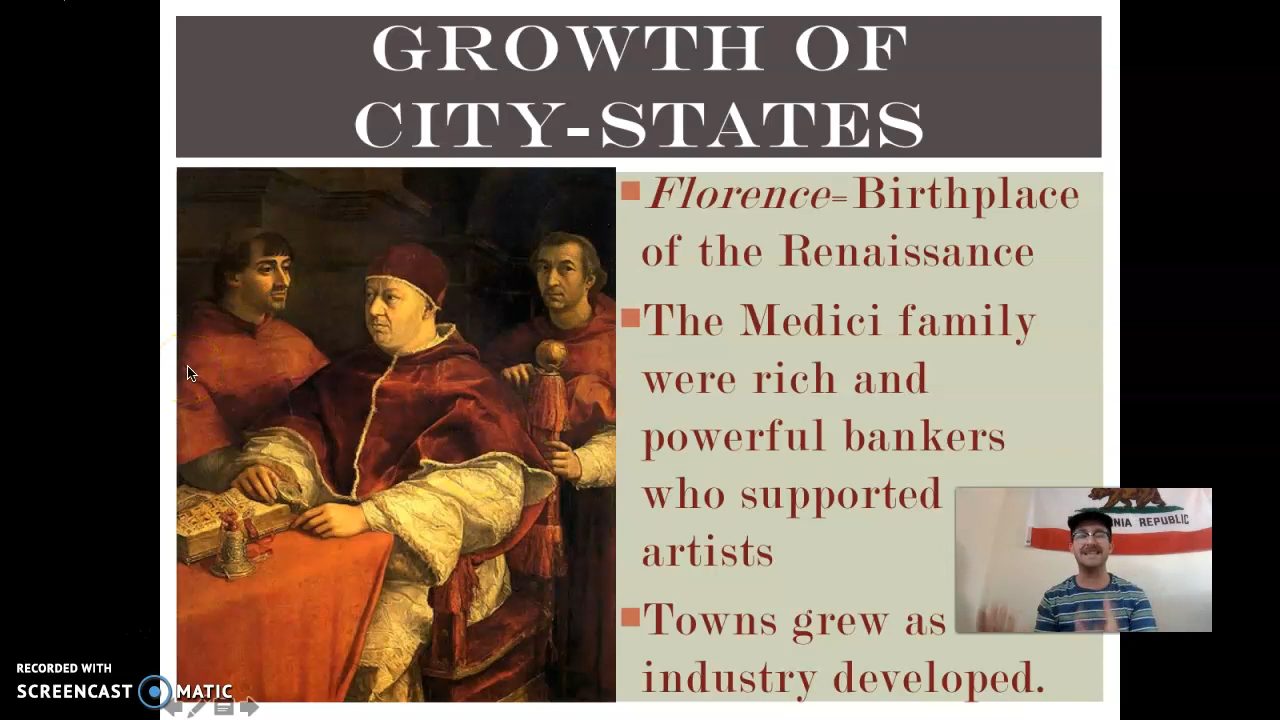 GROWTH OF
CITY-STATES
Florence=Birthplace
of the Renaissance
The Medici family
were rich and
powerful bankers
who supported
artists
Towns grew as
industry developed.
NIA REPUBLIC
RECORDED WITH
SCREENCAST MATIC